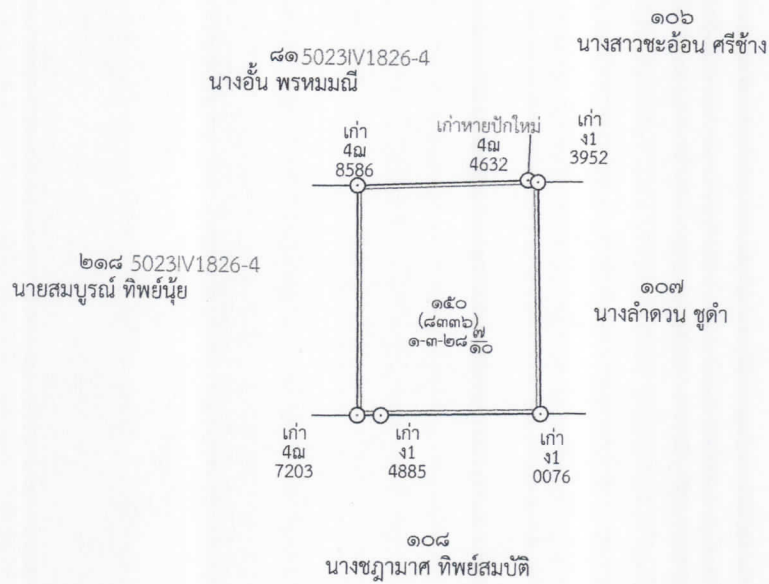 ๑๐๖
นางสาวชะอ้อน ศรีช้าง
๘๑ 5023IV1826-4
นางอั้น พรหมมณี
เก่า
4ฌ
8586
เก่าหายปักใหม่
4ฌ
4632
เก่า
ง1
3952
๒๑๘ 5023IV1826-4
นายสมบูรณ์ ทิพย์นุ้ย
๑๕๐
(๘๓๓๖)
๑-๓-๒๘ ๗/๑๐
๑๐๗
นางลำดวน ชูดำ
เก่า
4ฌ
7203
เก่า
ง1
4885
เก่า
ง1
0076
๑๐๘
นางชฎามาศ ทิพย์สมบัติ